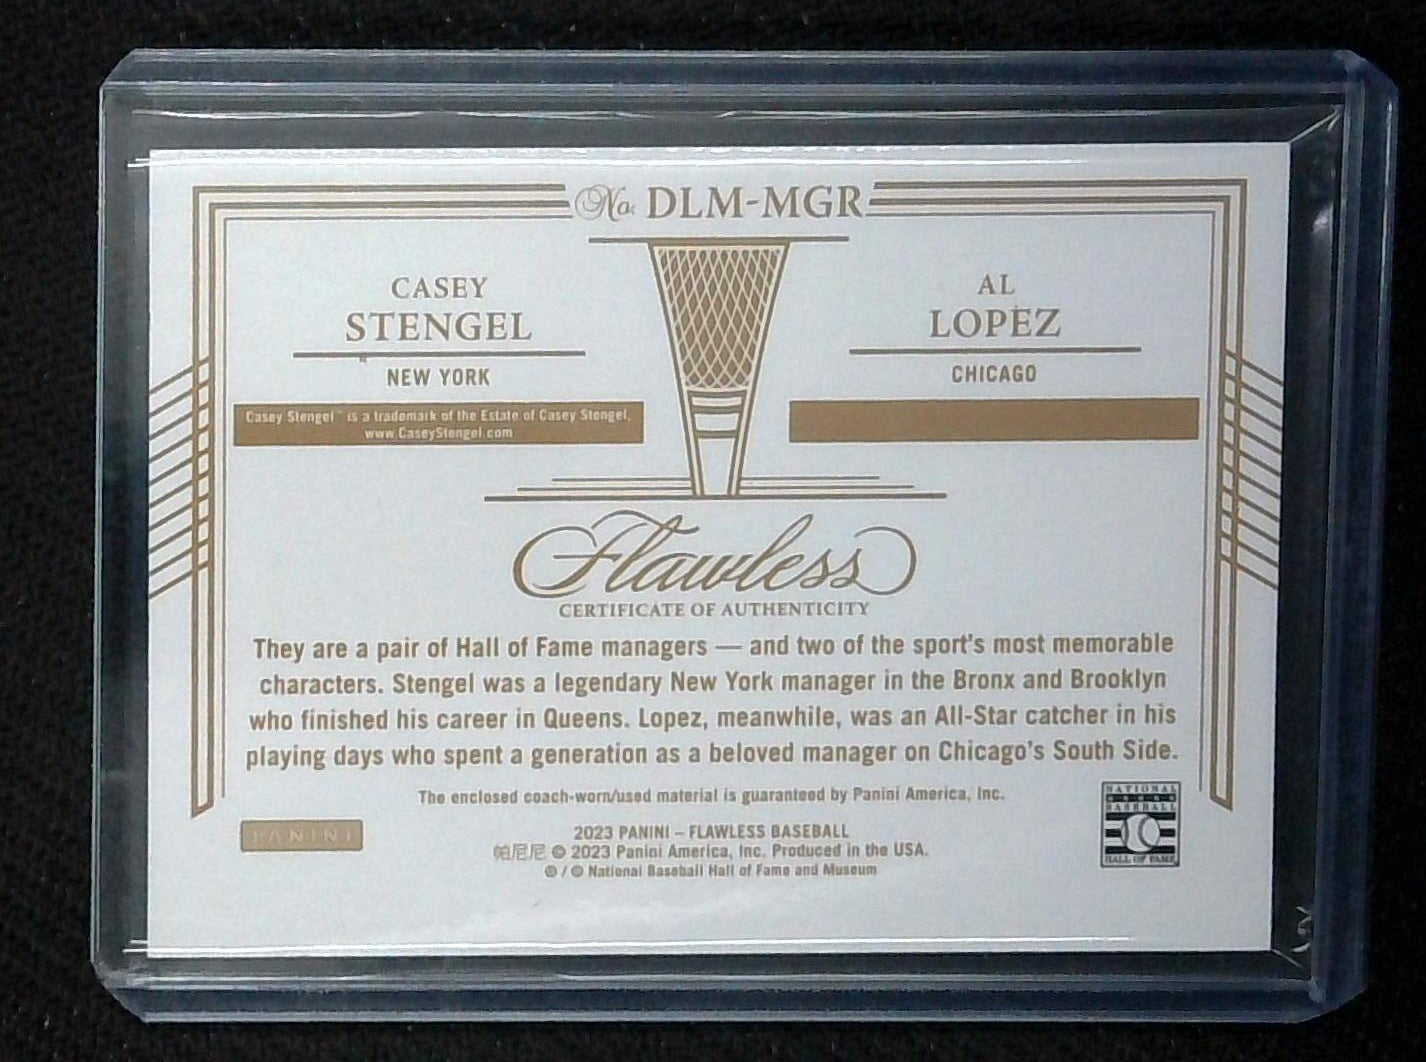 No. DLM-MGR
CASEY
STENGEL
NEW YORK
Casey Stengel™ is a trademark of the Estate of Casey Stengel,
www.CaseyStengel.com
AL
LOPEZ
CHICAGO
Flawless
CERTIFICATE OF AUTHENTICITY
They are a pair of Hall of Fame managers — and two of the sport's most memorable
characters. Stengel was a legendary New York manager in the Bronx and Brooklyn
who finished his career in Queens. Lopez, meanwhile, was an All-Star catcher in his
playing days who spent a generation as a beloved manager on Chicago's South Side.
The enclosed coach-worn/used material is guaranteed by Panini America, Inc.
PANINI
2023 PANINI – FLAWLESS BASEBALL
帕尼尼 © 2023 Panini America, Inc. Produced in the USA.
© / © National Baseball Hall of Fame and Museum
NATIONAL
BASEBALL
HALL OF FAME